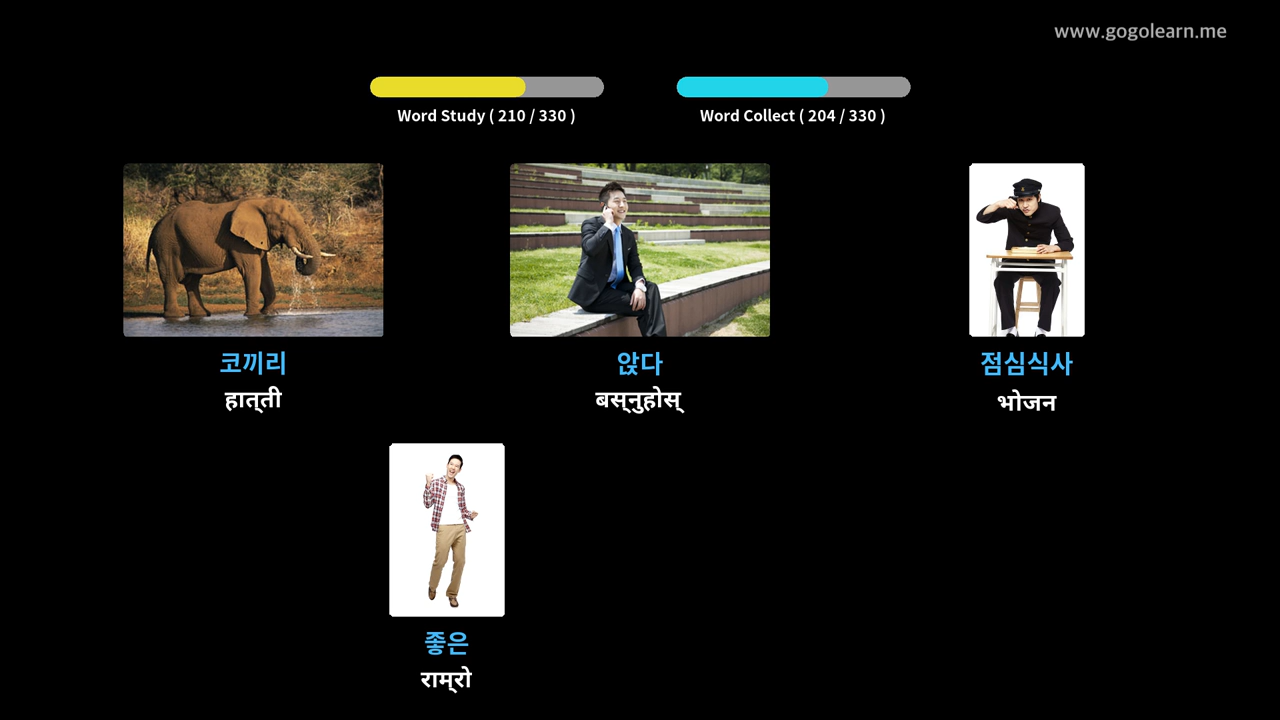 www.gogolearn.me
Word Study ( 210 / 330 )
Word Collect ( 204 / 330 )
코끼리
हात्ती
앉다
बस्नुहोस्
점심식사
भोजन
좋은
राम्रो